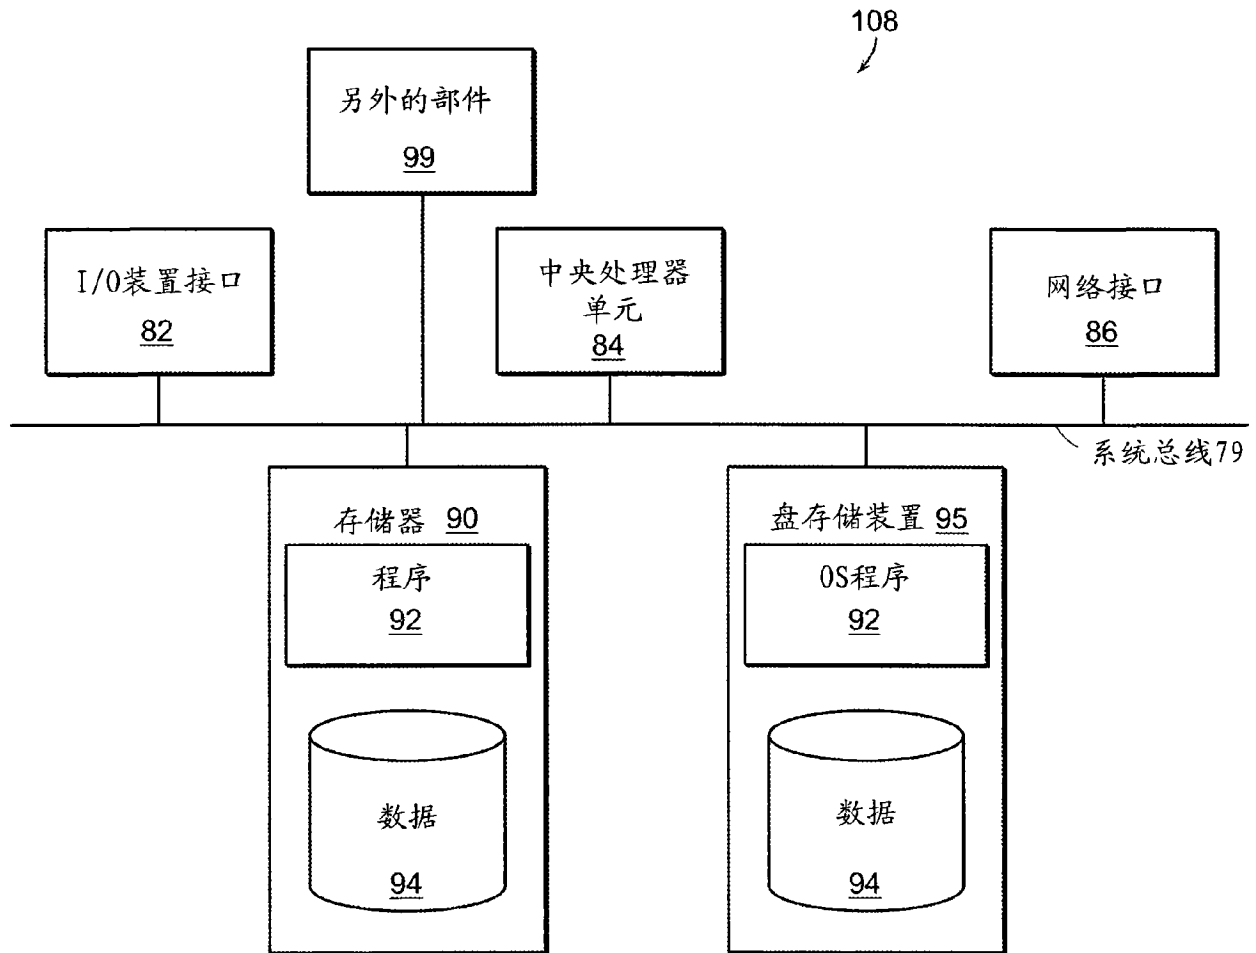 108
另外的部件
99
I/O装置接口
82
中央处理器
单元
84
网络接口
86
系统总线79
存储器 90
程序
92
数据
94
盘存储装置 95
OS程序
92
数据
94